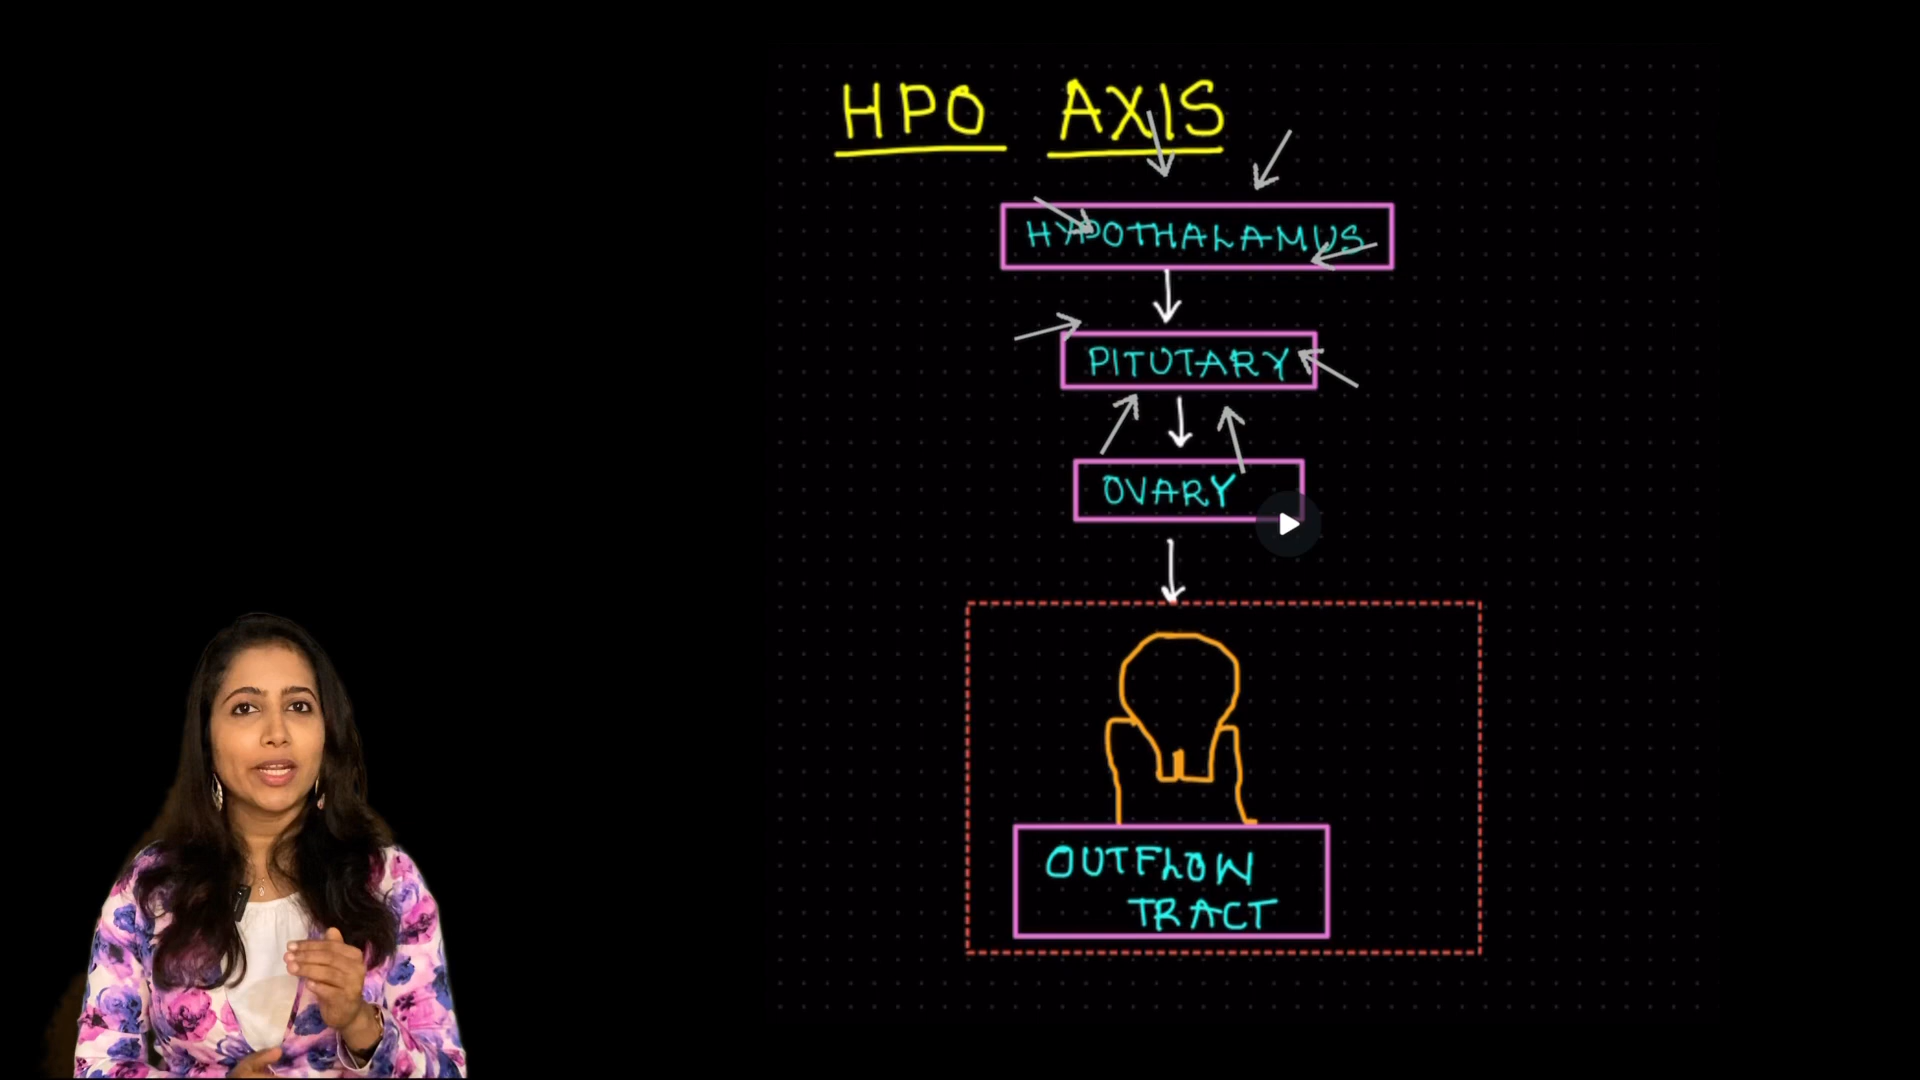 HPO AXIS
HYPOTHALAMUS
PITUTARY
OVARY
OUTFLOW
TRACT